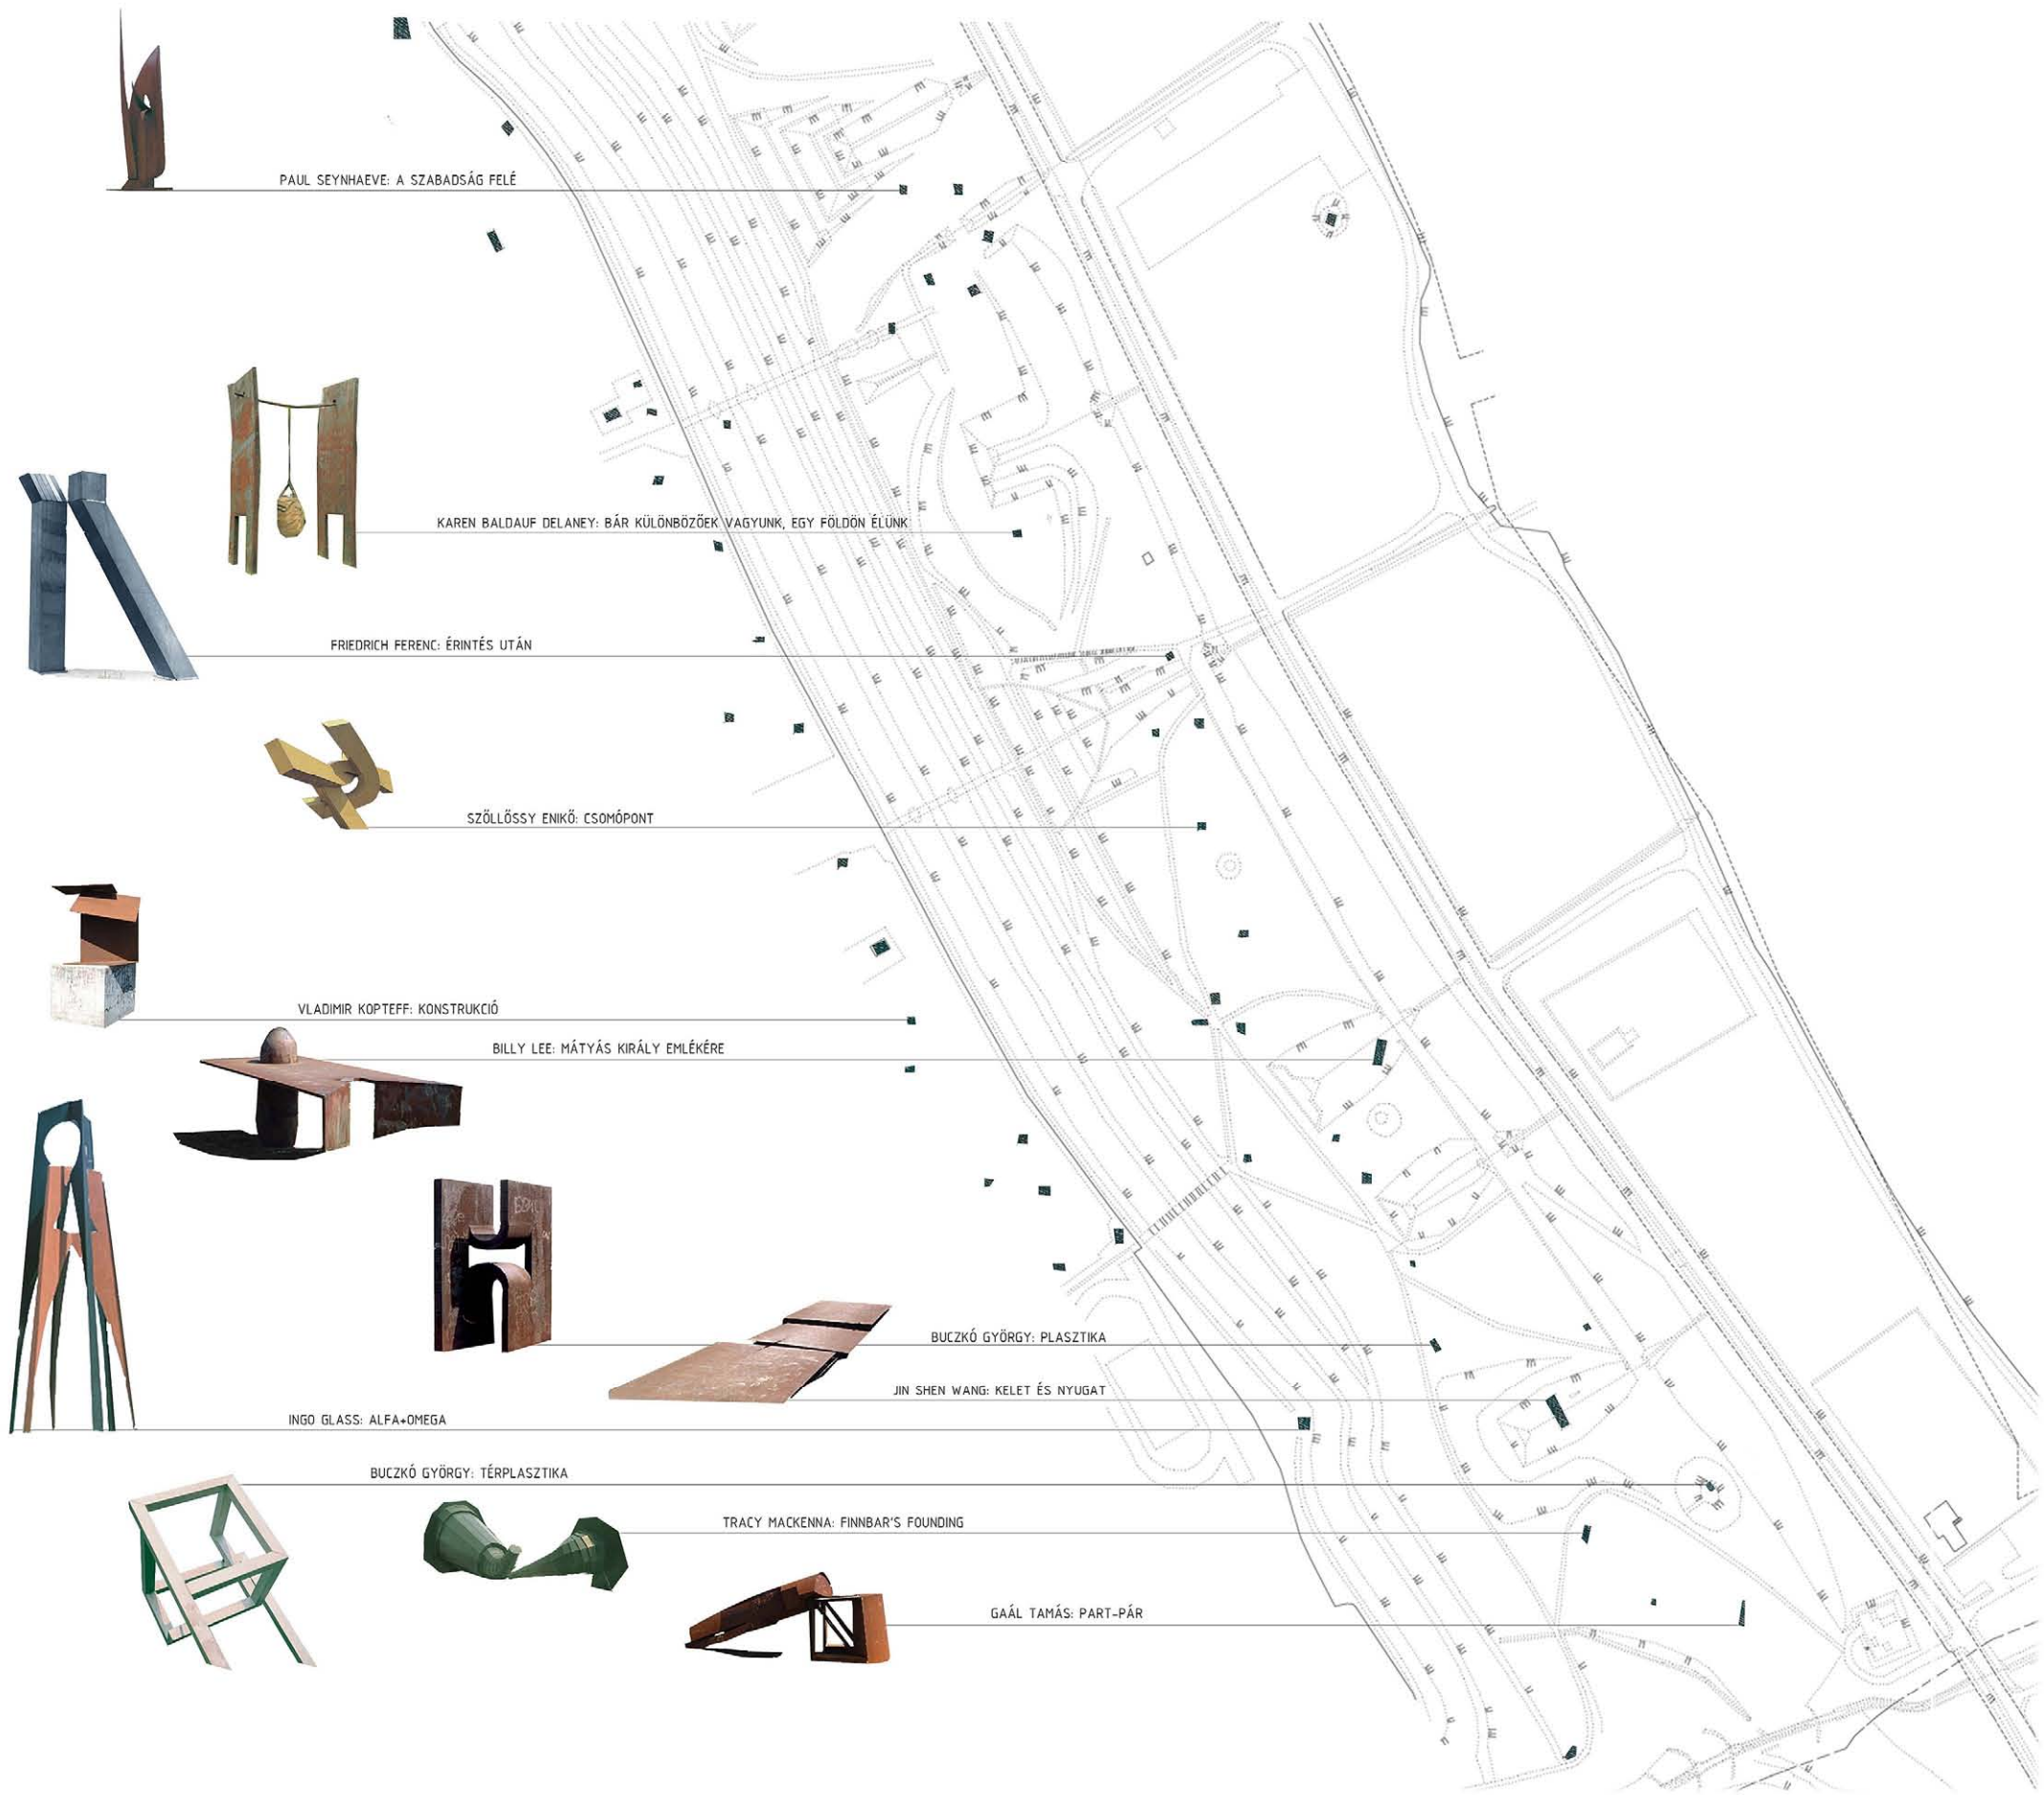 PAUL SEYNHAEVE: A SZABADSÁG FELÉ
KAREN BALDAUF DELANEY: BÁR KÜLÖNBÖZŐEK VAGYUNK, EGY FÖLDÖN ÉLÜNK
FRIEDRICH FERENC: ÉRINTÉS UTÁN
SZŐLLŐSSY ENIKŐ: CSOMÓPONT
VLADIMIR KOPTEFF: KONSTRUKCIÓ
BILLY LEE: MÁTYÁS KIRÁLY EMLÉKÉRE
BUCZKÓ GYÖRGY: PLASZTIKA
JIN SHEN WANG: KELET ÉS NYUGAT
INGO GLASS: ALFA+OMEGA
BUCZKÓ GYÖRGY: TÉRPLASZTIKA
TRACY MACKENNA: FINNBAR'S FOUNDING
GAÁL TAMÁS: PART-PÁR